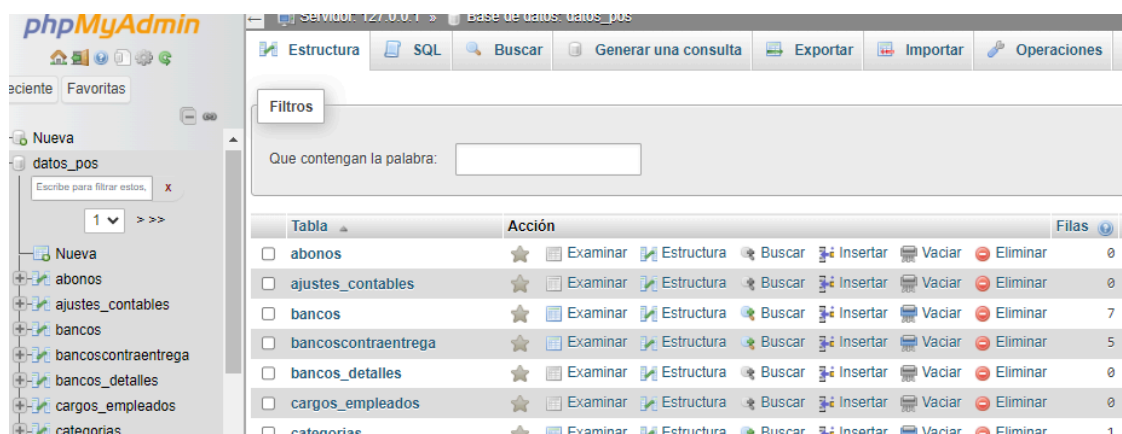 phpMyAdmin
eciente Favoritas
Nueva
datos_pos
Escribe para filtrar estos, X
1 > >>
Nueva
abonos
ajustes_contables
bancos
bancoscontraentrega
bancos_detalles
cargos_empleados
categorias
Servidor: 127.0.0.1 » Base de datos: datos_pos
Estructura SQL Buscar Generar una consulta Exportar Importar Operaciones
Filtros
Que contengan la palabra:
Tabla Acción Filas
abonos Examinar Estructura Buscar Insertar Vaciar Eliminar 0
ajustes_contables Examinar Estructura Buscar Insertar Vaciar Eliminar 0
bancos Examinar Estructura Buscar Insertar Vaciar Eliminar 7
bancoscontraentrega Examinar Estructura Buscar Insertar Vaciar Eliminar 5
bancos_detalles Examinar Estructura Buscar Insertar Vaciar Eliminar 0
cargos_empleados Examinar Estructura Buscar Insertar Vaciar Eliminar 0
categorias Examinar Estructura Buscar Insertar Vaciar Eliminar 1